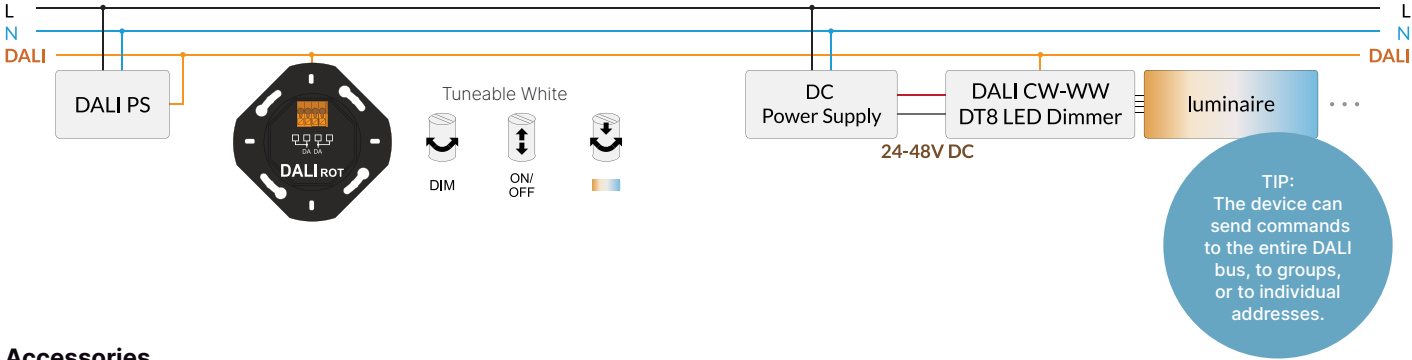 L
L
N
N
DALI
DALI
DALI PS
DA DA
DALI ROT
Tuneable White
DIM
ON/
OFF
DC
Power Supply
24-48V DC
DALI CW-WW
DT8 LED Dimmer
luminaire
TIP:
The device can
send commands
to the entire DALI
bus, to groups,
or to individual
addresses.
Accessories